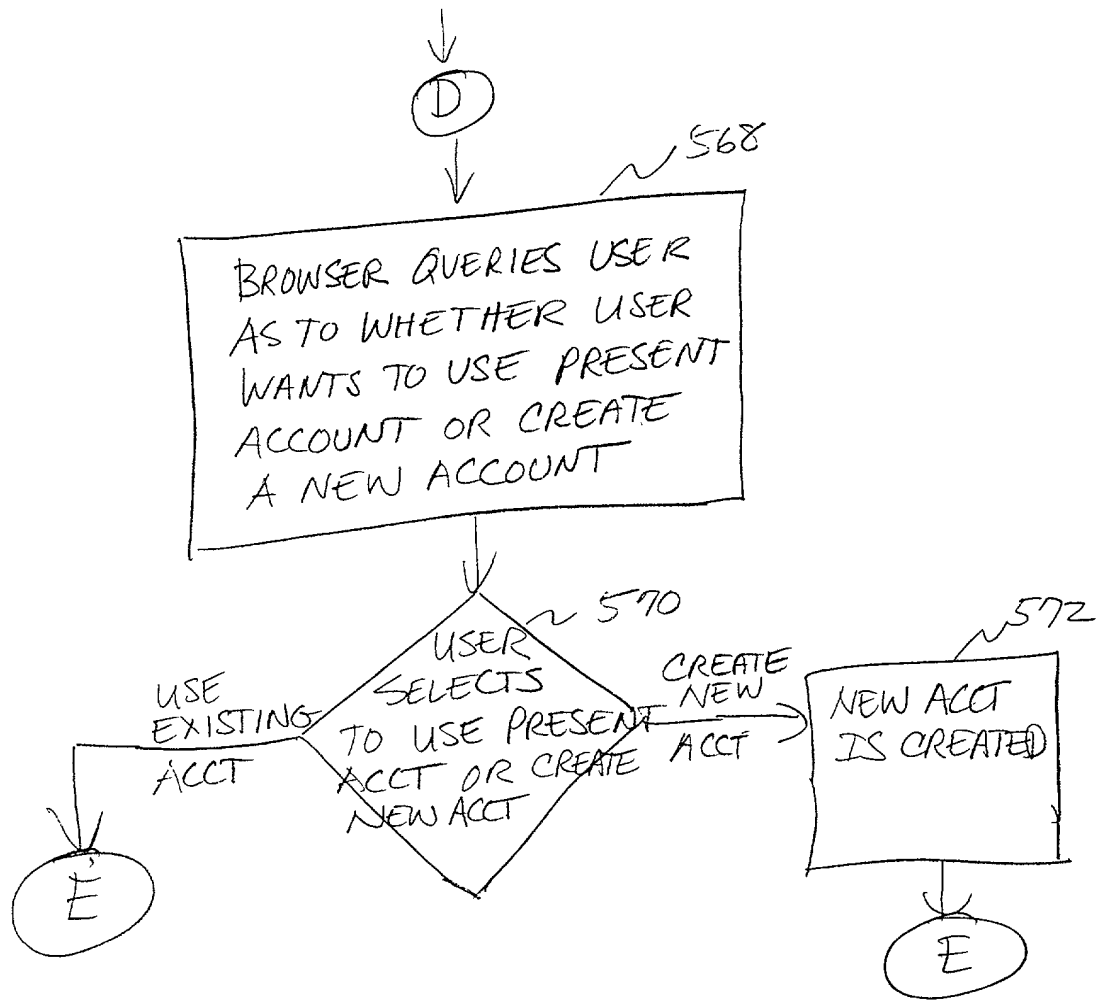 D
568
BROWSER QUERIES USER
AS TO WHETHER USER
WANTS TO USE PRESENT
ACCOUNT OR CREATE
A NEW ACCOUNT
570
USER
SELECTS
TO USE PRESENT
ACCT OR CREATE
NEW ACCT
USE
EXISTING
ACCT
E
CREATE
NEW
ACCT
572
NEW ACCT
IS CREATED
E